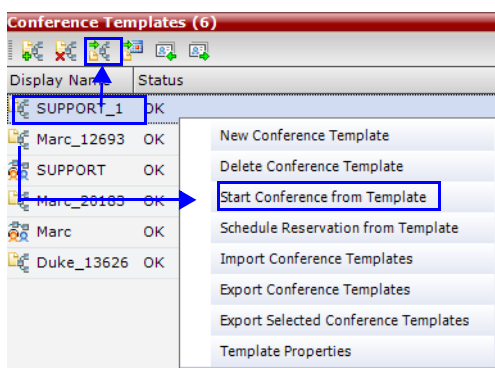 Conference Templates (6)
Display Name Status
SUPPORT_1 OK
Marc_12693 OK
SUPPORT OK
Marc_20183 OK
Marc OK
Duke_13626 OK
New Conference Template
Delete Conference Template
Start Conference from Template
Schedule Reservation from Template
Import Conference Templates
Export Conference Templates
Export Selected Conference Templates
Template Properties